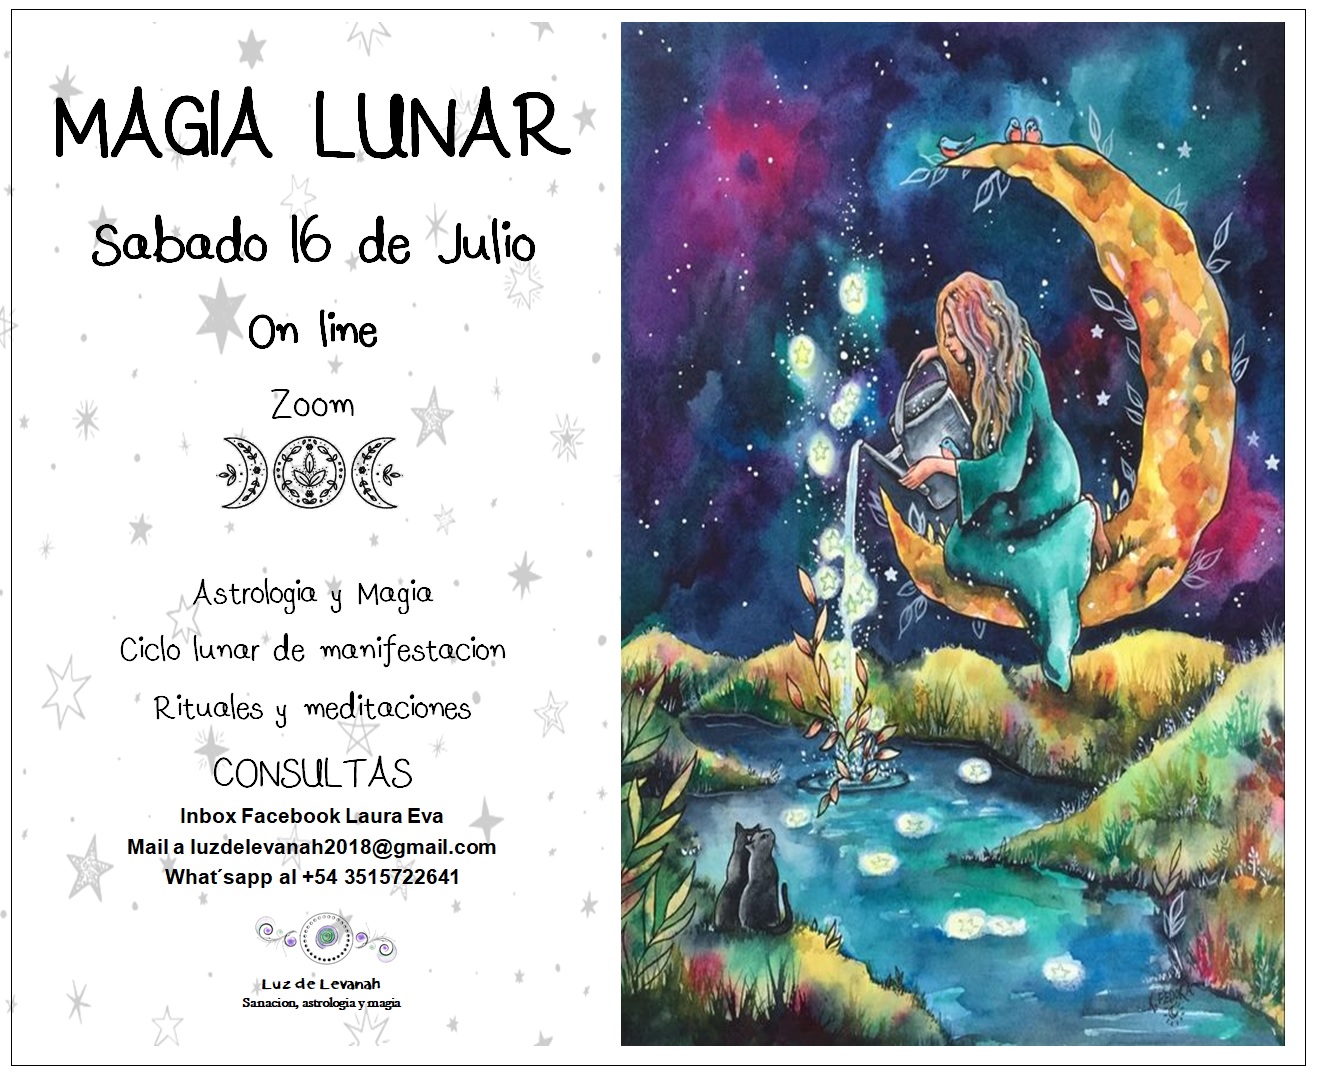 MAGIA LUNAR
Sabado 16 de Julio
On line
Zoom
Astrologia y Magia
Ciclo lunar de manifestacion
Rituales y meditaciones
CONSULTAS
Inbox Facebook Laura Eva
Mail a luzdelevanah2018@gmail.com
What´sapp al +54 3515722641
Luz de Levanah
Sanacion, astrologia y magia